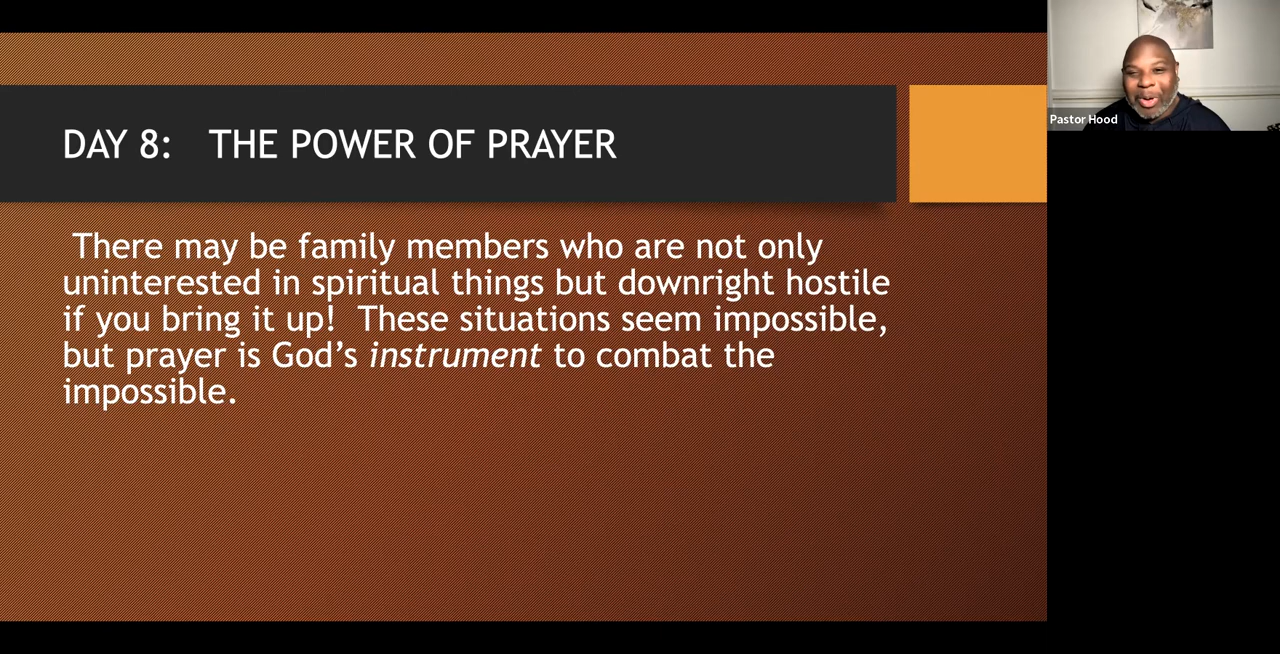 DAY 8: THE POWER OF PRAYER
There may be family members who are not only
uninterested in spiritual things but downright hostile
if you bring it up! These situations seem impossible,
but prayer is God’s instrument to combat the
impossible.
Pastor Hood